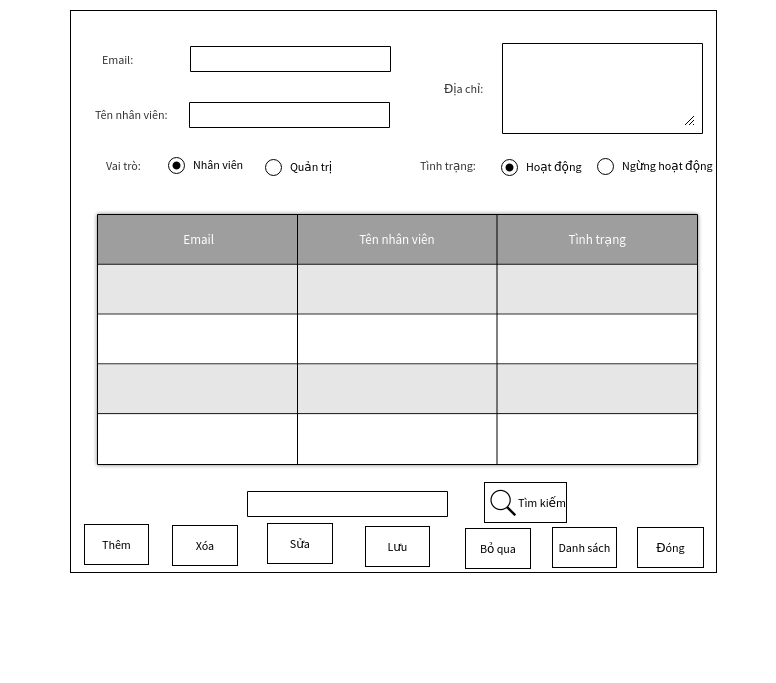 Email:
Địa chỉ:
Tên nhân viên:
Vai trò: Nhân viên Quản trị Tình trạng: Hoạt động Ngừng hoạt động
Email Tên nhân viên Tình trạng
Tìm kiếm
Thêm Xóa Sửa Lưu Bỏ qua Danh sách Đóng